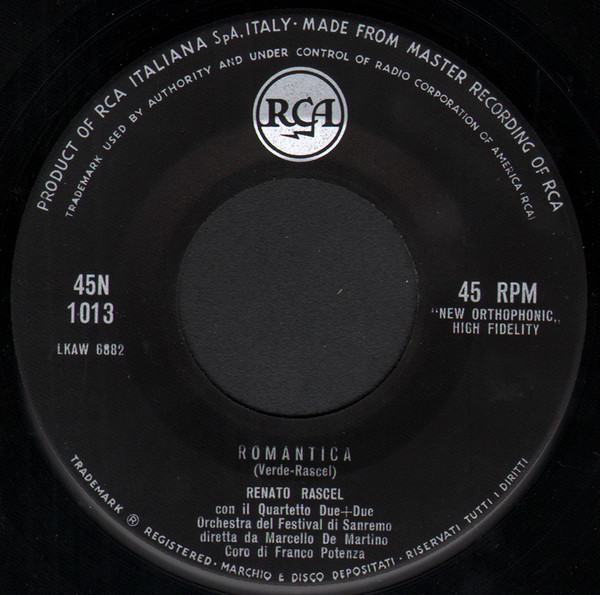 PRODUCT OF RCA ITALIANA SpA. ITALY · MADE FROM MASTER RECORDING OF RCA
TRADEMARK USED BY AUTHORITY AND UNDER CONTROL OF RADIO CORPORATION OF AMERICA (RCA)
RCA
45N
1013
LKAW 6882
45 RPM
"NEW ORTHOPHONIC„
HIGH FIDELITY
ROMANTICA
(Verde-Rascel)
RENATO RASCEL
con il Quartetto Due+Due
Orchestra del Festival di Sanremo
diretta da Marcello De Martino
Coro di Franco Potenza
TRADEMARK ® REGISTERED - MARCHIO E DISCO DEPOSITATI - RISERVATI TUTTI I DIRITTI